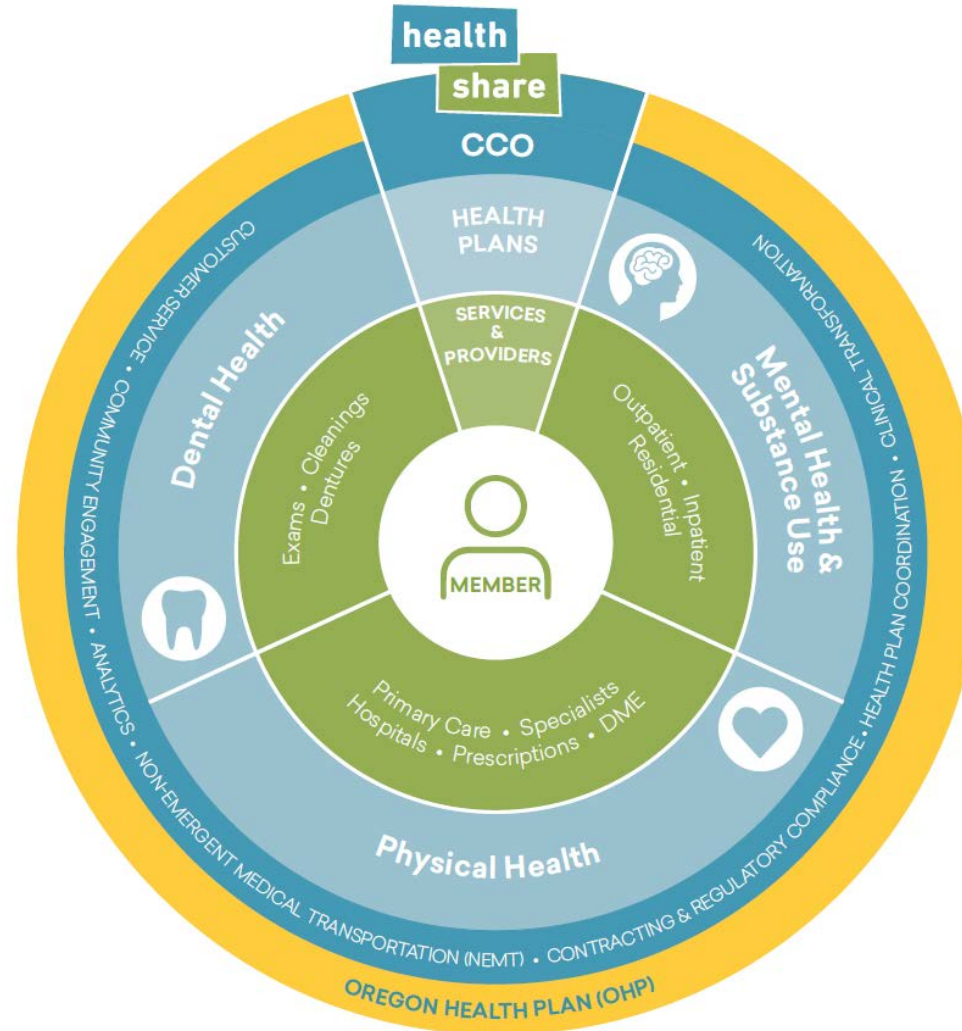 health
share
CCO
HEALTH
PLANS
SERVICES
&
PROVIDERS
MEMBER
Dental Health
Exams • Cleanings
Dentures
Mental Health &
Substance Use
Outpatient • Inpatient
Residential
Primary Care • Specialists
Hospitals • Prescriptions • DME
Physical Health
CUSTOMER SERVICE • COMMUNITY ENGAGEMENT • ANALYTICS • NON-EMERGENT MEDICAL TRANSPORTATION (NEMT) • CONTRACTING & REGULATORY COMPLIANCE • HEALTH PLAN COORDINATION • CLINICAL TRANSFORMATION
OREGON HEALTH PLAN (OHP)